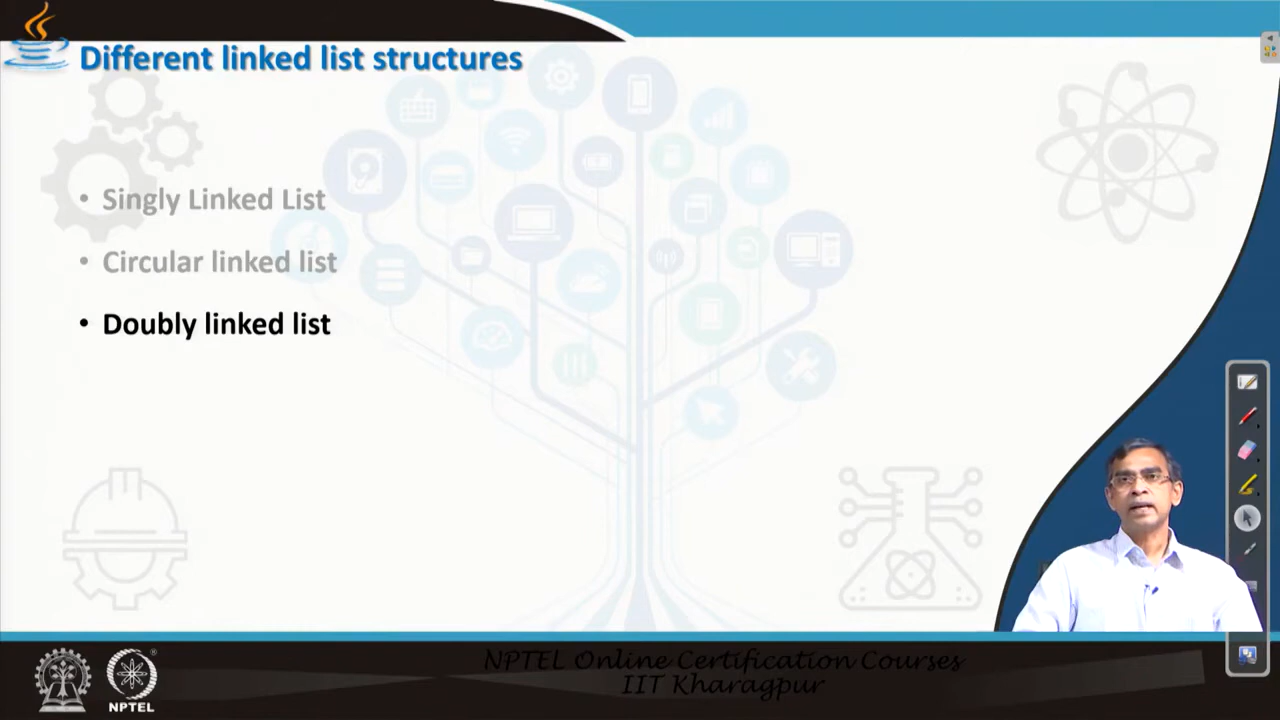 Different linked list structures
• Singly Linked List
• Circular linked list
• Doubly linked list
NPTEL Online Certification Courses
IIT Kharagpur
NPTEL